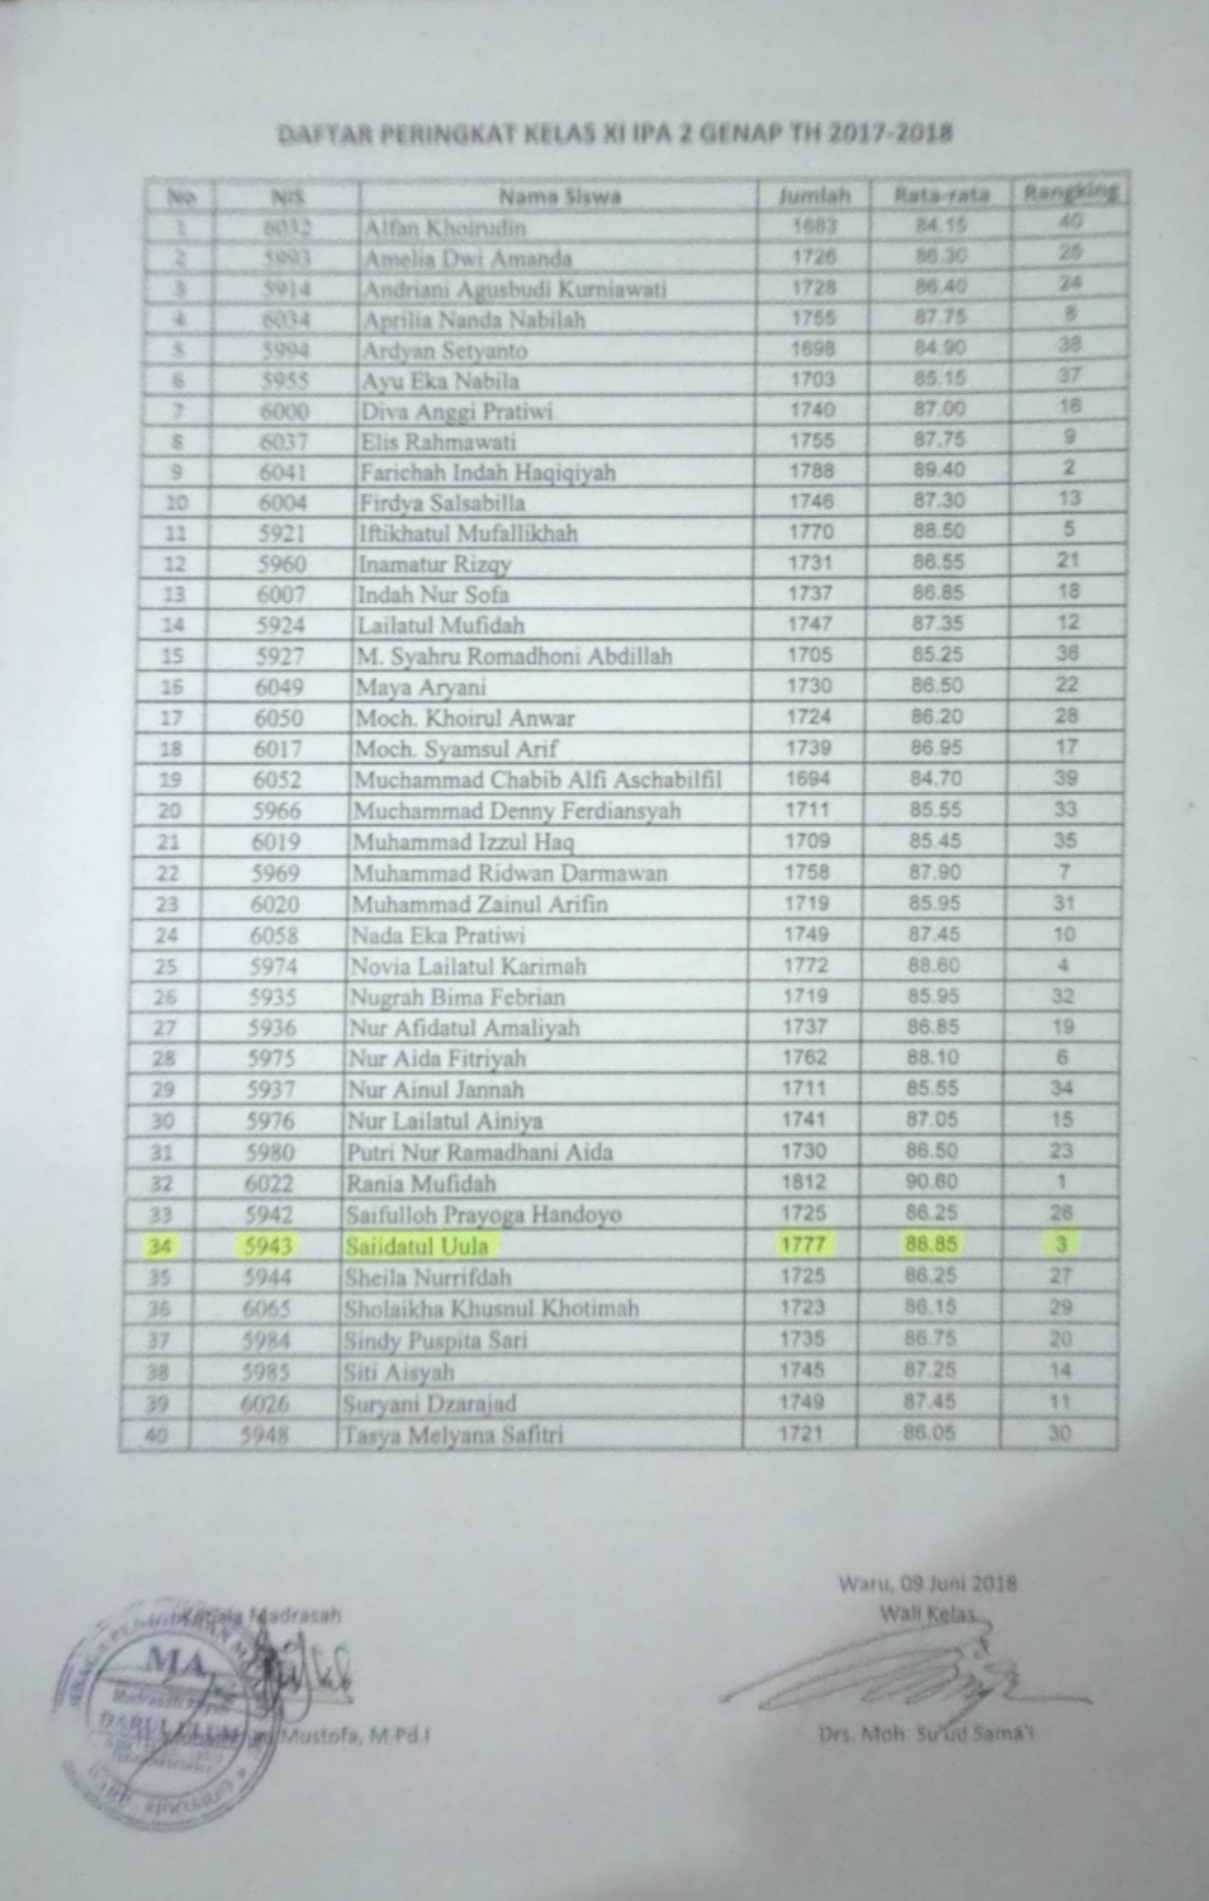 DAFTAR PERINGKAT KELAS XI IPA 2 GENAP TH 2017-2018
No NIS Nama Siswa Jumlah Rata-rata Rangking
1 6032 Alfan Khoirudin 1683 84.15 40
2 5993 Amelia Dwi Amanda 1726 86.30 25
3 5914 Andriani Agusbudi Kurniawati 1728 86.40 24
4 6034 Aprilia Nanda Nabilah 1755 87.75 8
5 5994 Ardyan Setyanto 1698 84.90 38
6 5955 Ayu Eka Nabila 1703 85.15 37
7 6000 Diva Anggi Pratiwi 1740 87.00 16
8 6037 Elis Rahmawati 1755 87.75 9
9 6041 Farichah Indah Haqiqiyah 1788 89.40 2
10 6004 Firdya Salsabilla 1746 87.30 13
11 5921 Iftikhatul Mufallikhah 1770 88.50 5
12 5960 Inamatur Rizqy 1731 86.55 21
13 6007 Indah Nur Sofa 1737 86.85 18
14 5924 Lailatul Mufidah 1747 87.35 12
15 5927 M. Syahru Romadhoni Abdillah 1705 85.25 36
16 6049 Maya Aryani 1730 86.50 22
17 6050 Moch. Khoirul Anwar 1724 86.20 28
18 6017 Moch. Syamsul Arif 1739 86.95 17
19 6052 Muchammad Chabib Alfi Aschabilfil 1694 84.70 39
20 5966 Muchammad Denny Ferdiansyah 1711 85.55 33
21 6019 Muhammad Izzul Haq 1709 85.45 35
22 5969 Muhammad Ridwan Darmawan 1758 87.90 7
23 6020 Muhammad Zainul Arifin 1719 85.95 31
24 6058 Nada Eka Pratiwi 1749 87.45 10
25 5974 Novia Lailatul Karimah 1772 88.60 4
26 5935 Nugrah Bima Febrian 1719 85.95 32
27 5936 Nur Afidatul Amaliyah 1737 86.85 19
28 5975 Nur Aida Fitriyah 1762 88.10 6
29 5937 Nur Ainul Jannah 1711 85.55 34
30 5976 Nur Lailatul Ainiya 1741 87.05 15
31 5980 Putri Nur Ramadhani Aida 1730 86.50 23
32 6022 Rania Mufidah 1812 90.60 1
33 5942 Saifulloh Prayoga Handoyo 1725 86.25 26
34 5943 Saiidatul Uula 1777 88.85 3
35 5944 Sheila Nurrifdah 1725 86.25 27
36 6065 Sholaikha Khusnul Khotimah 1723 86.15 29
37 5984 Sindy Puspita Sari 1735 86.75 20
38 5985 Siti Aisyah 1745 87.25 14
39 6026 Suryani Dzarajad 1749 87.45 11
40 5948 Tasya Melyana Safitri 1721 86.05 30
Waru, 09 Juni 2018
Kepala Madrasah Wali Kelas
MA
DARUL ULUM
Mustofa, M.Pd.I Drs. Moh. Su'ud Sama'i